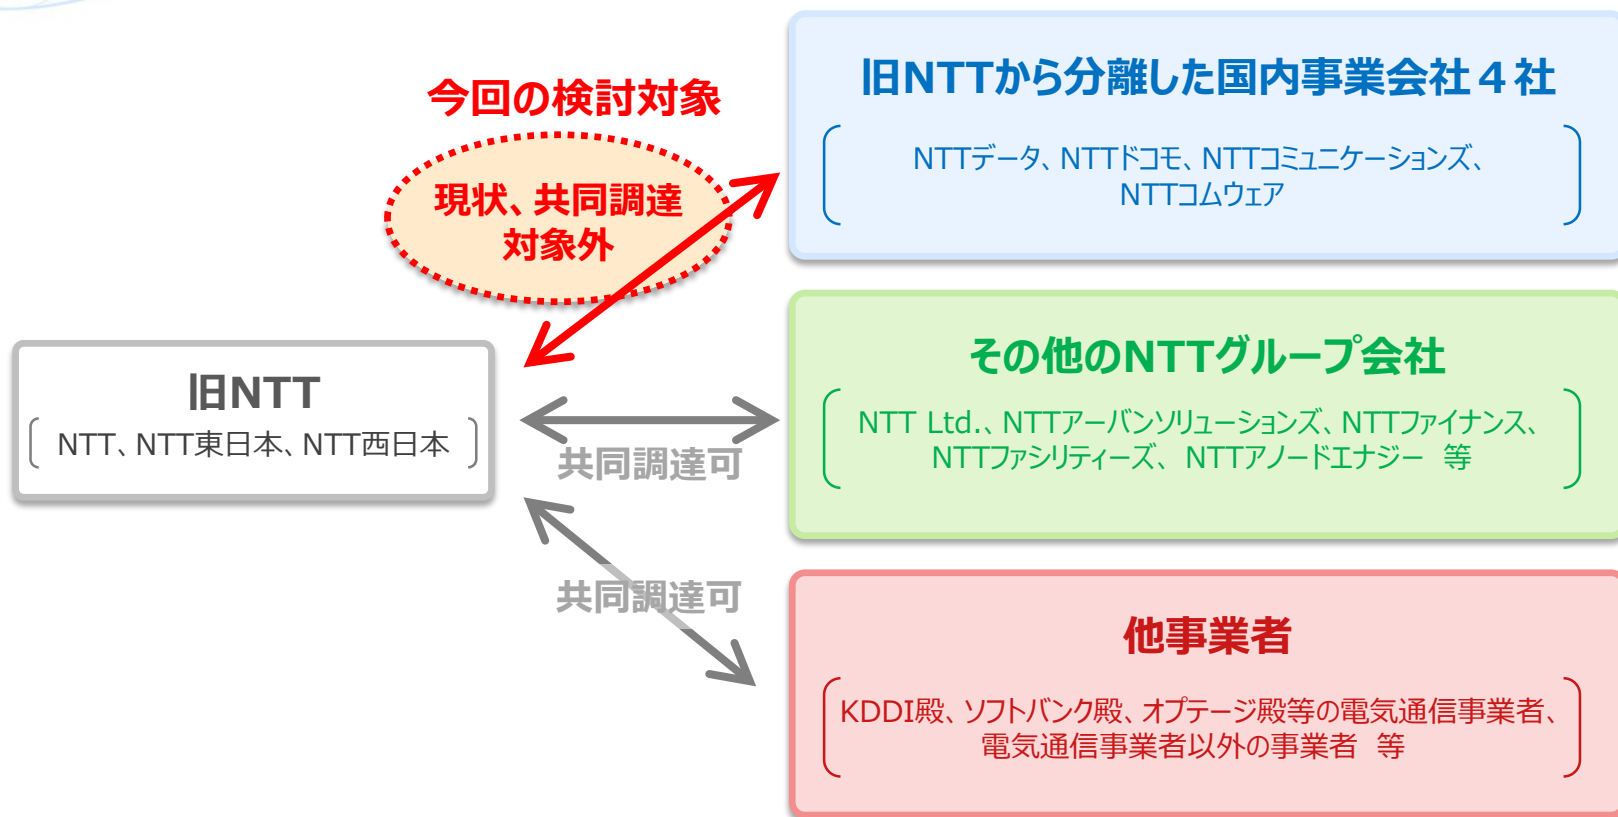 今回の検討対象
現状、共同調達
対象外
旧NTTから分離した国内事業会社４社
NTTデータ、NTTドコモ、NTTコミュニケーションズ、
NTTコムウェア
旧NTT
NTT、NTT東日本、NTT西日本
共同調達可
その他のNTTグループ会社
NTT Ltd.、NTTアーバンソリューションズ、NTTファイナンス、
NTTファシリティーズ、 NTTアノードエナジー 等
共同調達可
他事業者
KDDI殿、ソフトバンク殿、オプテージ殿等の電気通信事業者、
電気通信事業者以外の事業者 等